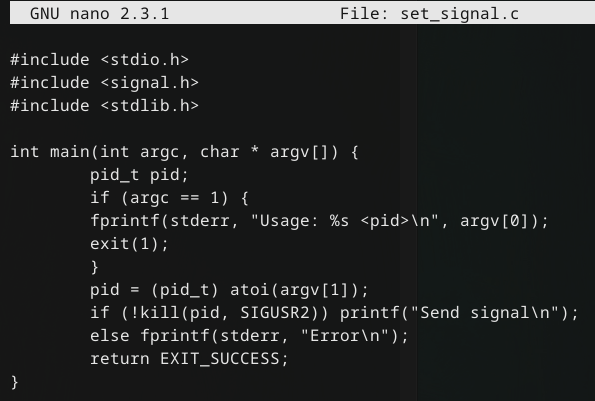 GNU nano 2.3.1 File: set_signal.c
#include <stdio.h>
#include <signal.h>
#include <stdlib.h>
int main(int argc, char * argv[]) {
pid_t pid;
if (argc == 1) {
fprintf(stderr, "Usage: %s <pid>\n", argv[0]);
exit(1);
}
pid = (pid_t) atoi(argv[1]);
if (!kill(pid, SIGUSR2)) printf("Send signal\n");
else fprintf(stderr, "Error\n");
return EXIT_SUCCESS;
}